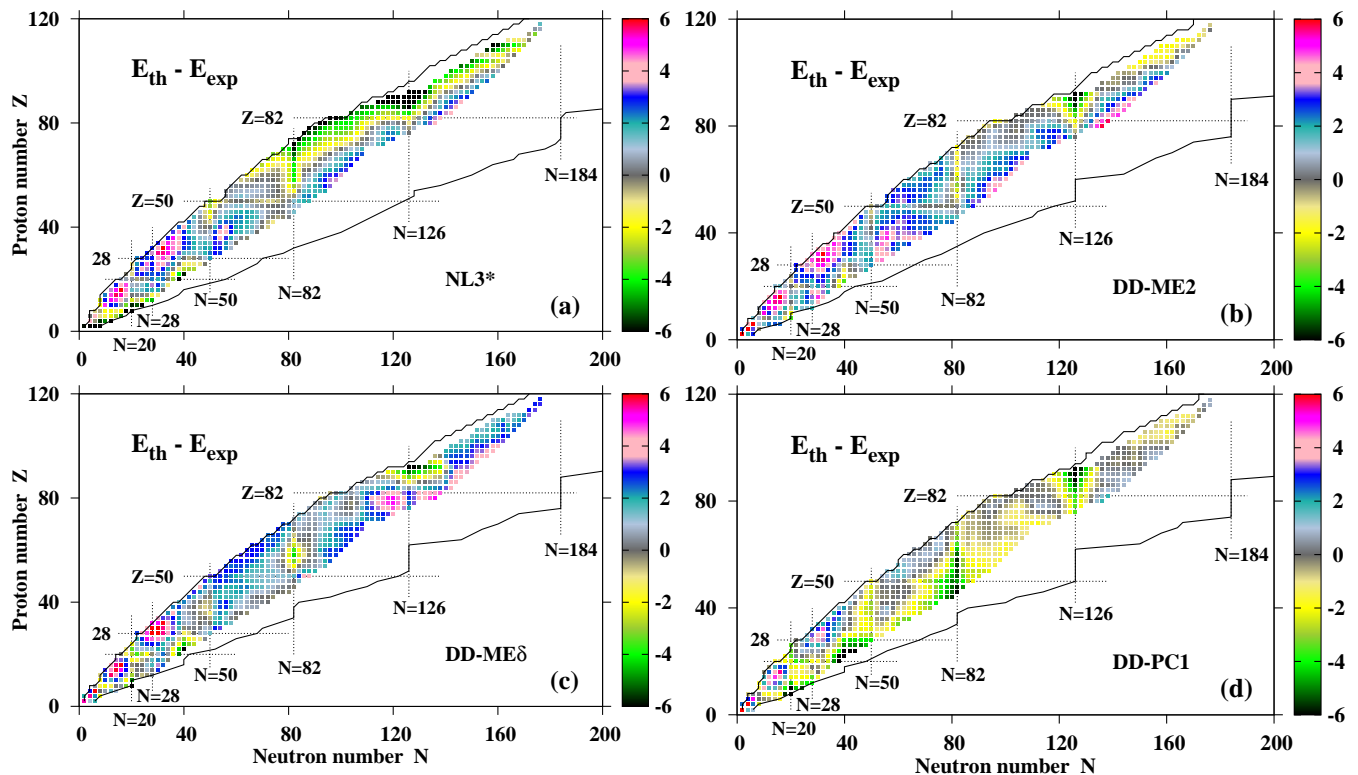 120
80
40
0
0 40 80 120 160 200
Proton number Z
E_th - E_exp
Z=82
Z=50
28
N=20
N=28
N=50
N=82
N=126
N=184
NL3*
(a)
6
4
2
0
-2
-4
-6
120
80
40
0
0 40 80 120 160 200
E_th - E_exp
Z=82
Z=50
28
N=20
N=28
N=50
N=82
N=126
N=184
DD-ME2
(b)
6
4
2
0
-2
-4
-6
120
80
40
0
0 40 80 120 160 200
Proton number Z
Neutron number N
E_th - E_exp
Z=82
Z=50
28
N=20
N=28
N=50
N=82
N=126
N=184
DD-MEδ
(c)
6
4
2
0
-2
-4
-6
120
80
40
0
0 40 80 120 160 200
Neutron number N
E_th - E_exp
Z=82
Z=50
28
N=20
N=28
N=50
N=82
N=126
N=184
DD-PC1
(d)
6
4
2
0
-2
-4
-6